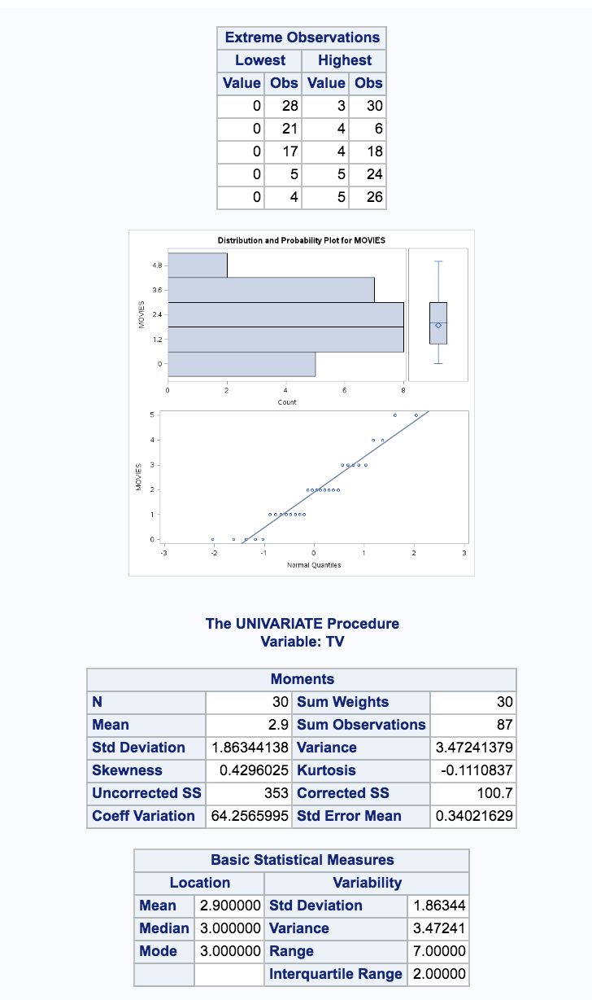 Extreme Observations
Lowest Highest
Value Obs Value Obs
0 28 3 30
0 21 4 6
0 17 4 18
0 5 5 24
0 4 5 26
Distribution and Probability Plot for MOVIES
4.8
3.6
2.4
1.2
0
MOVIES
0 2 4 6 8
Count
5
4
3
2
1
0
MOVIES
-3 -2 -1 0 1 2 3
Normal Quantiles
The UNIVARIATE Procedure
Variable: TV
Moments
N 30 Sum Weights 30
Mean 2.9 Sum Observations 87
Std Deviation 1.86344138 Variance 3.47241379
Skewness 0.4296025 Kurtosis -0.1110837
Uncorrected SS 353 Corrected SS 100.7
Coeff Variation 64.2565995 Std Error Mean 0.34021629
Basic Statistical Measures
Location Variability
Mean 2.900000 Std Deviation 1.86344
Median 3.000000 Variance 3.47241
Mode 3.000000 Range 7.00000
Interquartile Range 2.00000